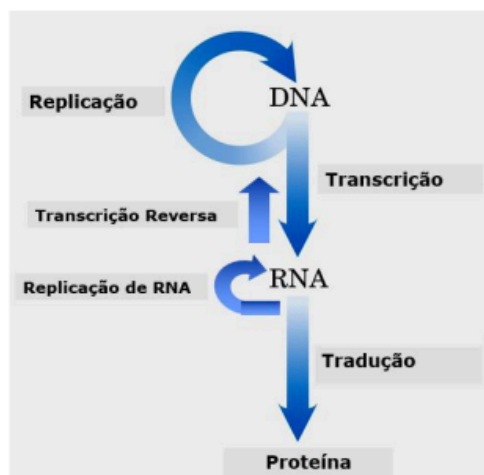 DNA
Replicação
Transcrição
Transcrição Reversa
RNA
Replicação de RNA
Tradução
Proteína